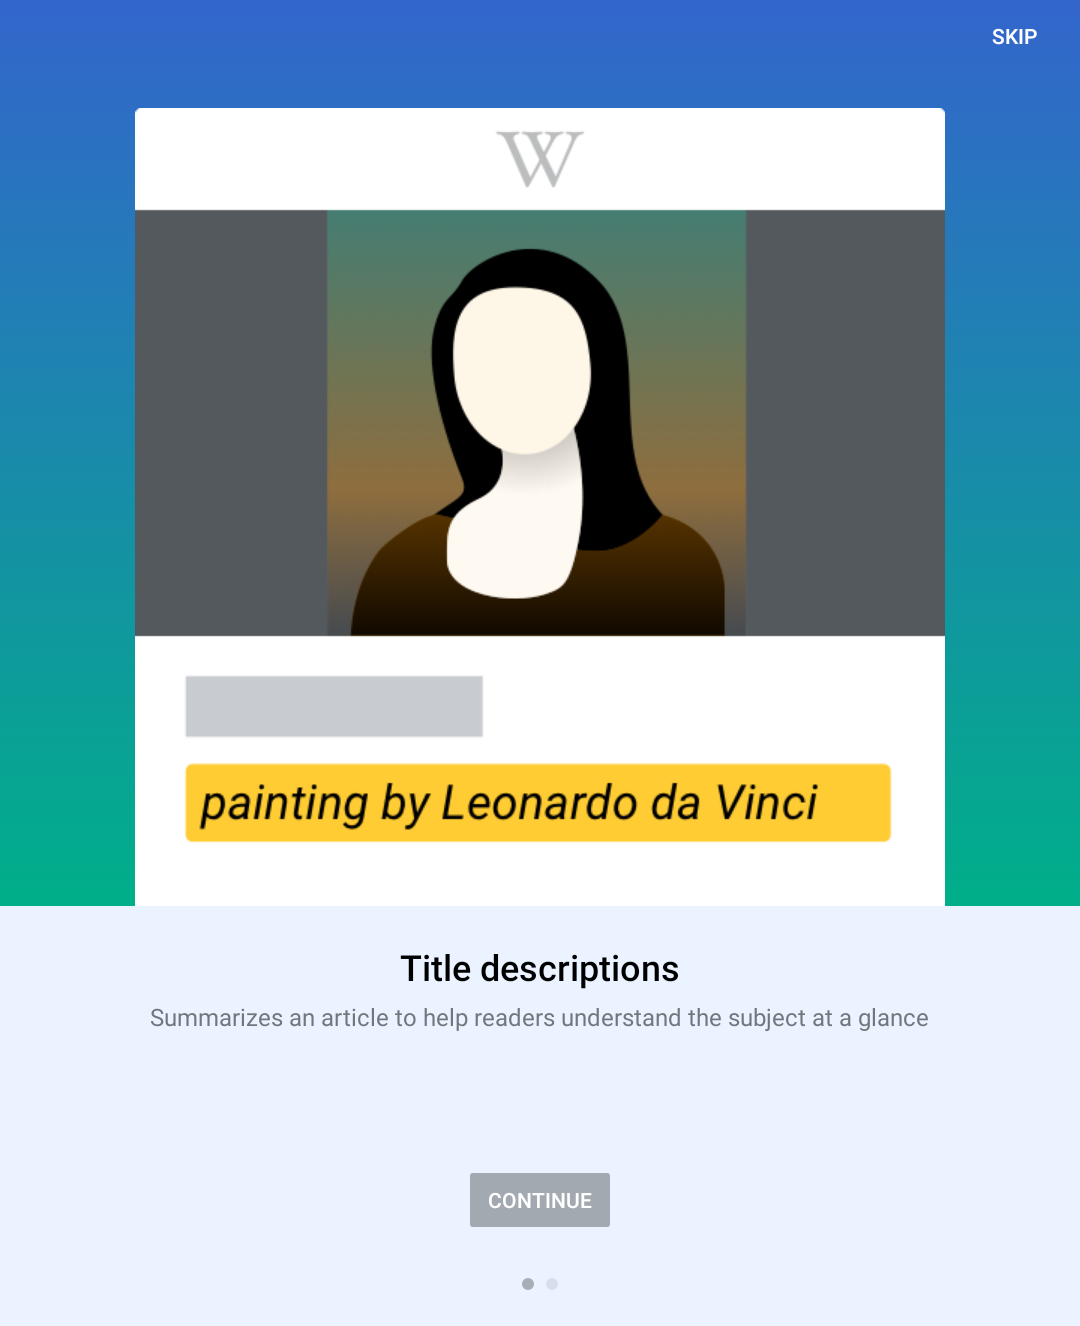 SKIP
W
painting by Leonardo da Vinci
Title descriptions
Summarizes an article to help readers understand the subject at a glance
CONTINUE